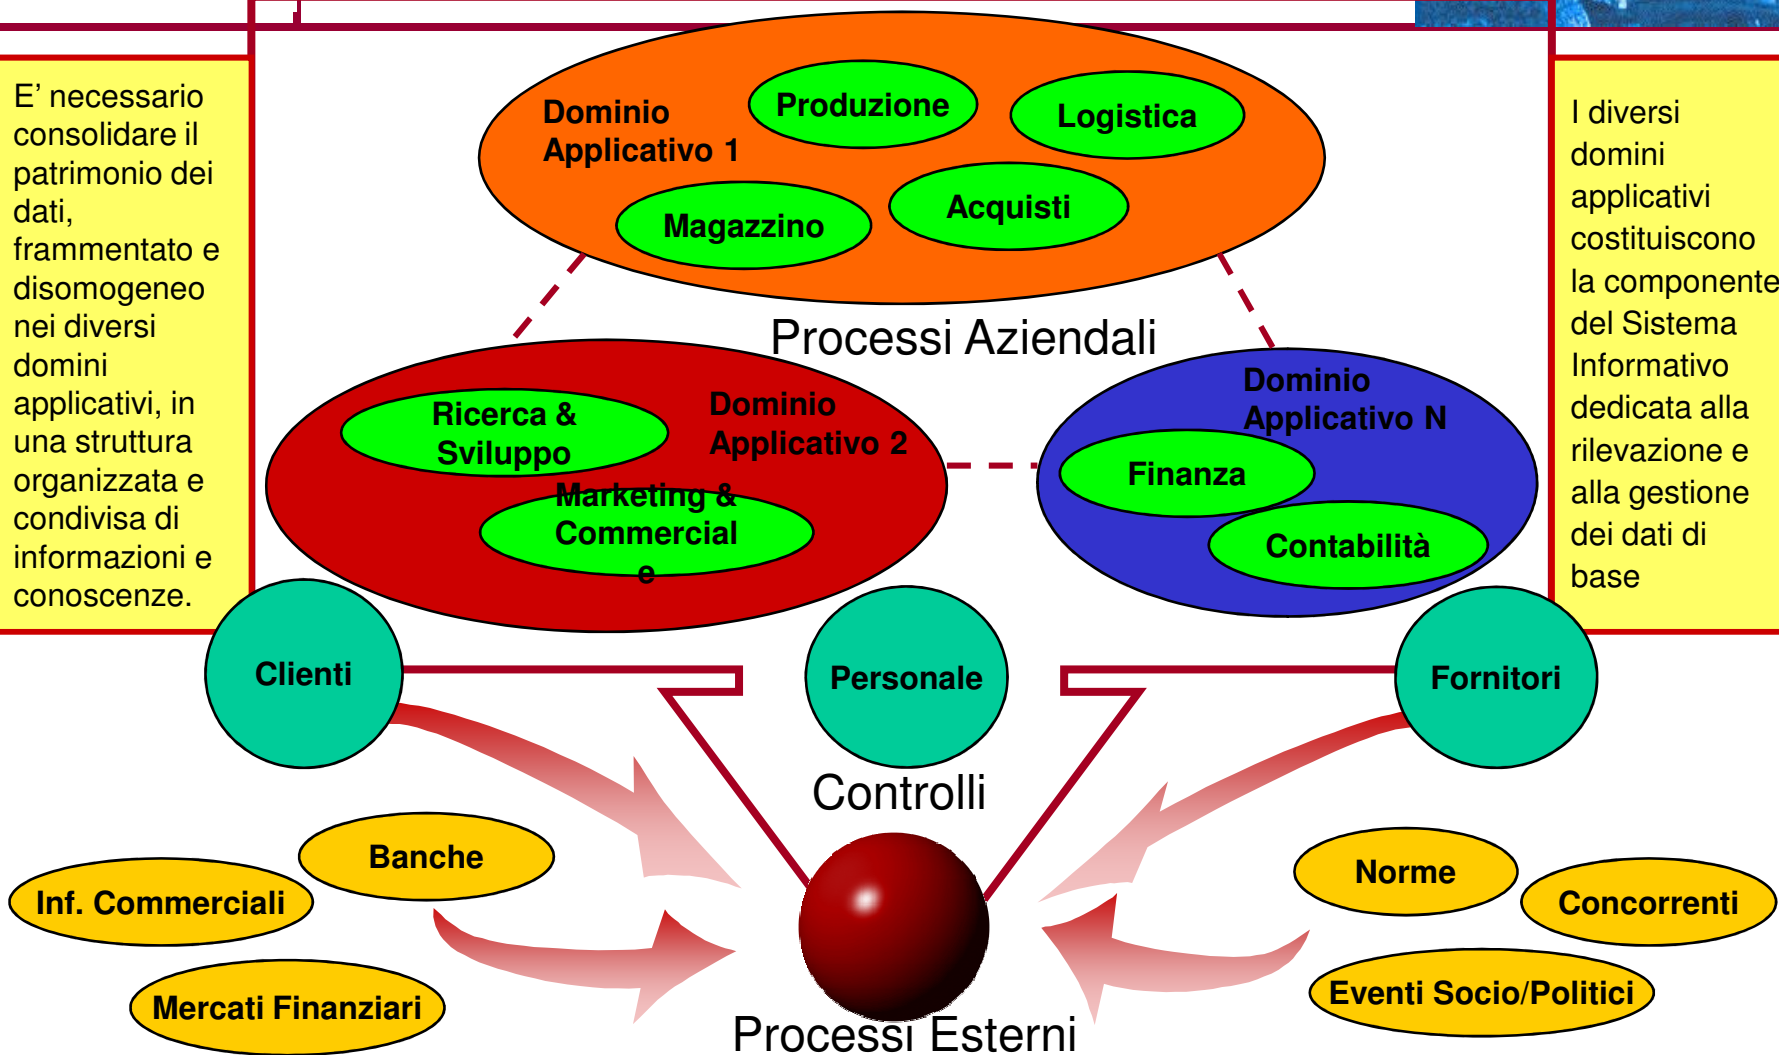 E' necessario
consolidare il
patrimonio dei
dati,
frammentato e
disomogeneo
nei diversi
domini
applicativi, in
una struttura
organizzata e
condivisa di
informazioni e
conoscenze.
Dominio
Applicativo 1
Produzione
Logistica
Magazzino
Acquisti
Processi Aziendali
Ricerca &
Sviluppo
Dominio
Applicativo 2
Marketing &
Commercial
e
Dominio
Applicativo N
Finanza
Contabilità
I diversi
domini
applicativi
costituiscono
la componente
del Sistema
Informativo
dedicata alla
rilevazione e
alla gestione
dei dati di
base
Clienti
Personale
Fornitori
Controlli
Banche
Inf. Commerciali
Mercati Finanziari
Norme
Concorrenti
Eventi Socio/Politici
Processi Esterni